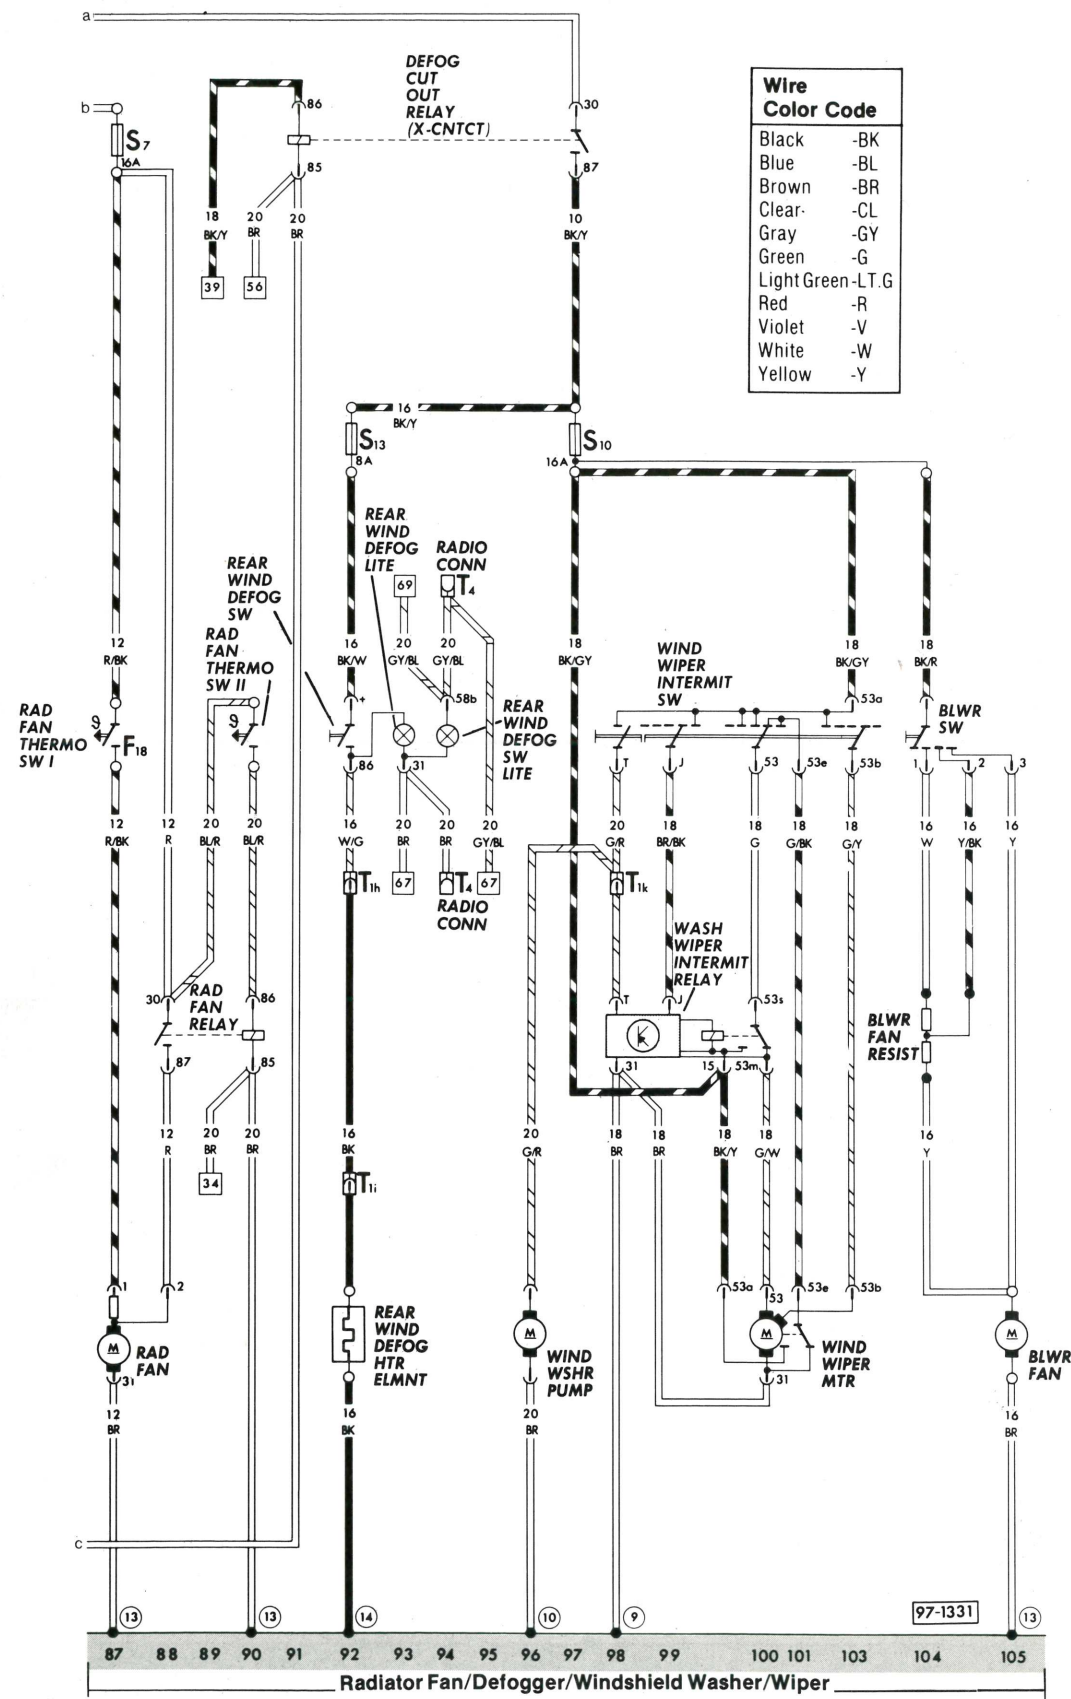 a
DEFOG
CUT
OUT
RELAY
(X-CNTCT)
Wire
Color Code
Black -BK
Blue -BL
Brown -BR
Clear- -CL
Gray -GY
Green -G
Light Green -LT.G
Red -R
Violet -V
White -W
Yellow -Y
b
86
30
S7
16A
85
87
18
BK/Y
20
BR
20
BR
10
BK/Y
39
56
16
BK/Y
S13
8A
S10
16A
REAR
WIND
DEFOG
LITE
RADIO
CONN
T4
69
REAR
WIND
DEFOG
SW
RAD
FAN
THERMO
SW II
12
R/BK
16
BK/W
20
GY/BL
20
GY/BL
18
BK/GY
WIND
WIPER
INTERMIT
SW
18
BK/GY
18
BK/R
+
58b
53a
RAD
FAN
THERMO
SW I
F18
REAR
WIND
DEFOG
SW
LITE
BLWR
SW
86
31
T
J
53
53e
53b
1
2
3
12
R/BK
12
R
20
BL/R
20
BL/R
16
W/G
20
BR
20
BR
20
GY/BL
20
G/R
18
BR/BK
18
G
18
G/BK
18
G/Y
16
W
16
Y/BK
16
Y
T1h
67
T4
67
T1k
RADIO
CONN
WASH
WIPER
INTERMIT
RELAY
30
RAD
FAN
RELAY
86
T
J
53s
BLWR
FAN
RESIST
87
85
31
15
53m
12
R
20
BR
20
BR
16
BK
20
G/R
18
BR
18
BR
18
BK/Y
18
G/W
16
Y
34
T1i
1
2
53a
53
53e
53b
M
RAD
FAN
31
REAR
WIND
DEFOG
HTR
ELMNT
M
WIND
WSHR
PUMP
M
WIND
WIPER
MTR
31
M
BLWR
FAN
12
BR
16
BK
20
BR
16
BR
c
13
13
14
10
9
97-1331
13
87 88 89 90 91 92 93 94 95 96 97 98 99 100 101 103 104 105
Radiator Fan/Defogger/Windshield Washer/Wiper